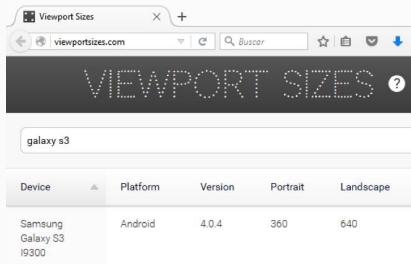 Viewport Sizes × +
viewportsizes.com Buscar
VIEWPORT SIZES ?
galaxy s3
Device Platform Version Portrait Landscape
Samsung Galaxy S3 I9300 Android 4.0.4 360 640